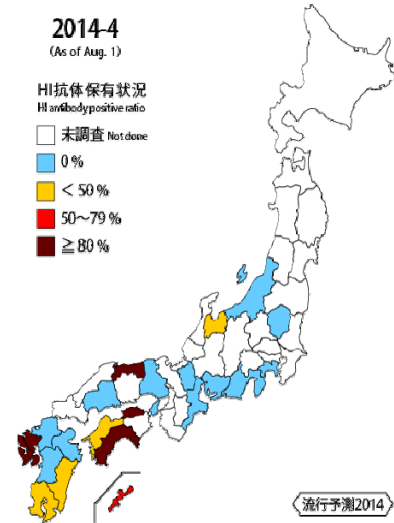 2014-4
(As of Aug. 1)
HI抗体保有状況
HI antibody positive ratio
未調査 Not done
0 %
< 50 %
50～79 %
≧ 80 %
流行予測2014